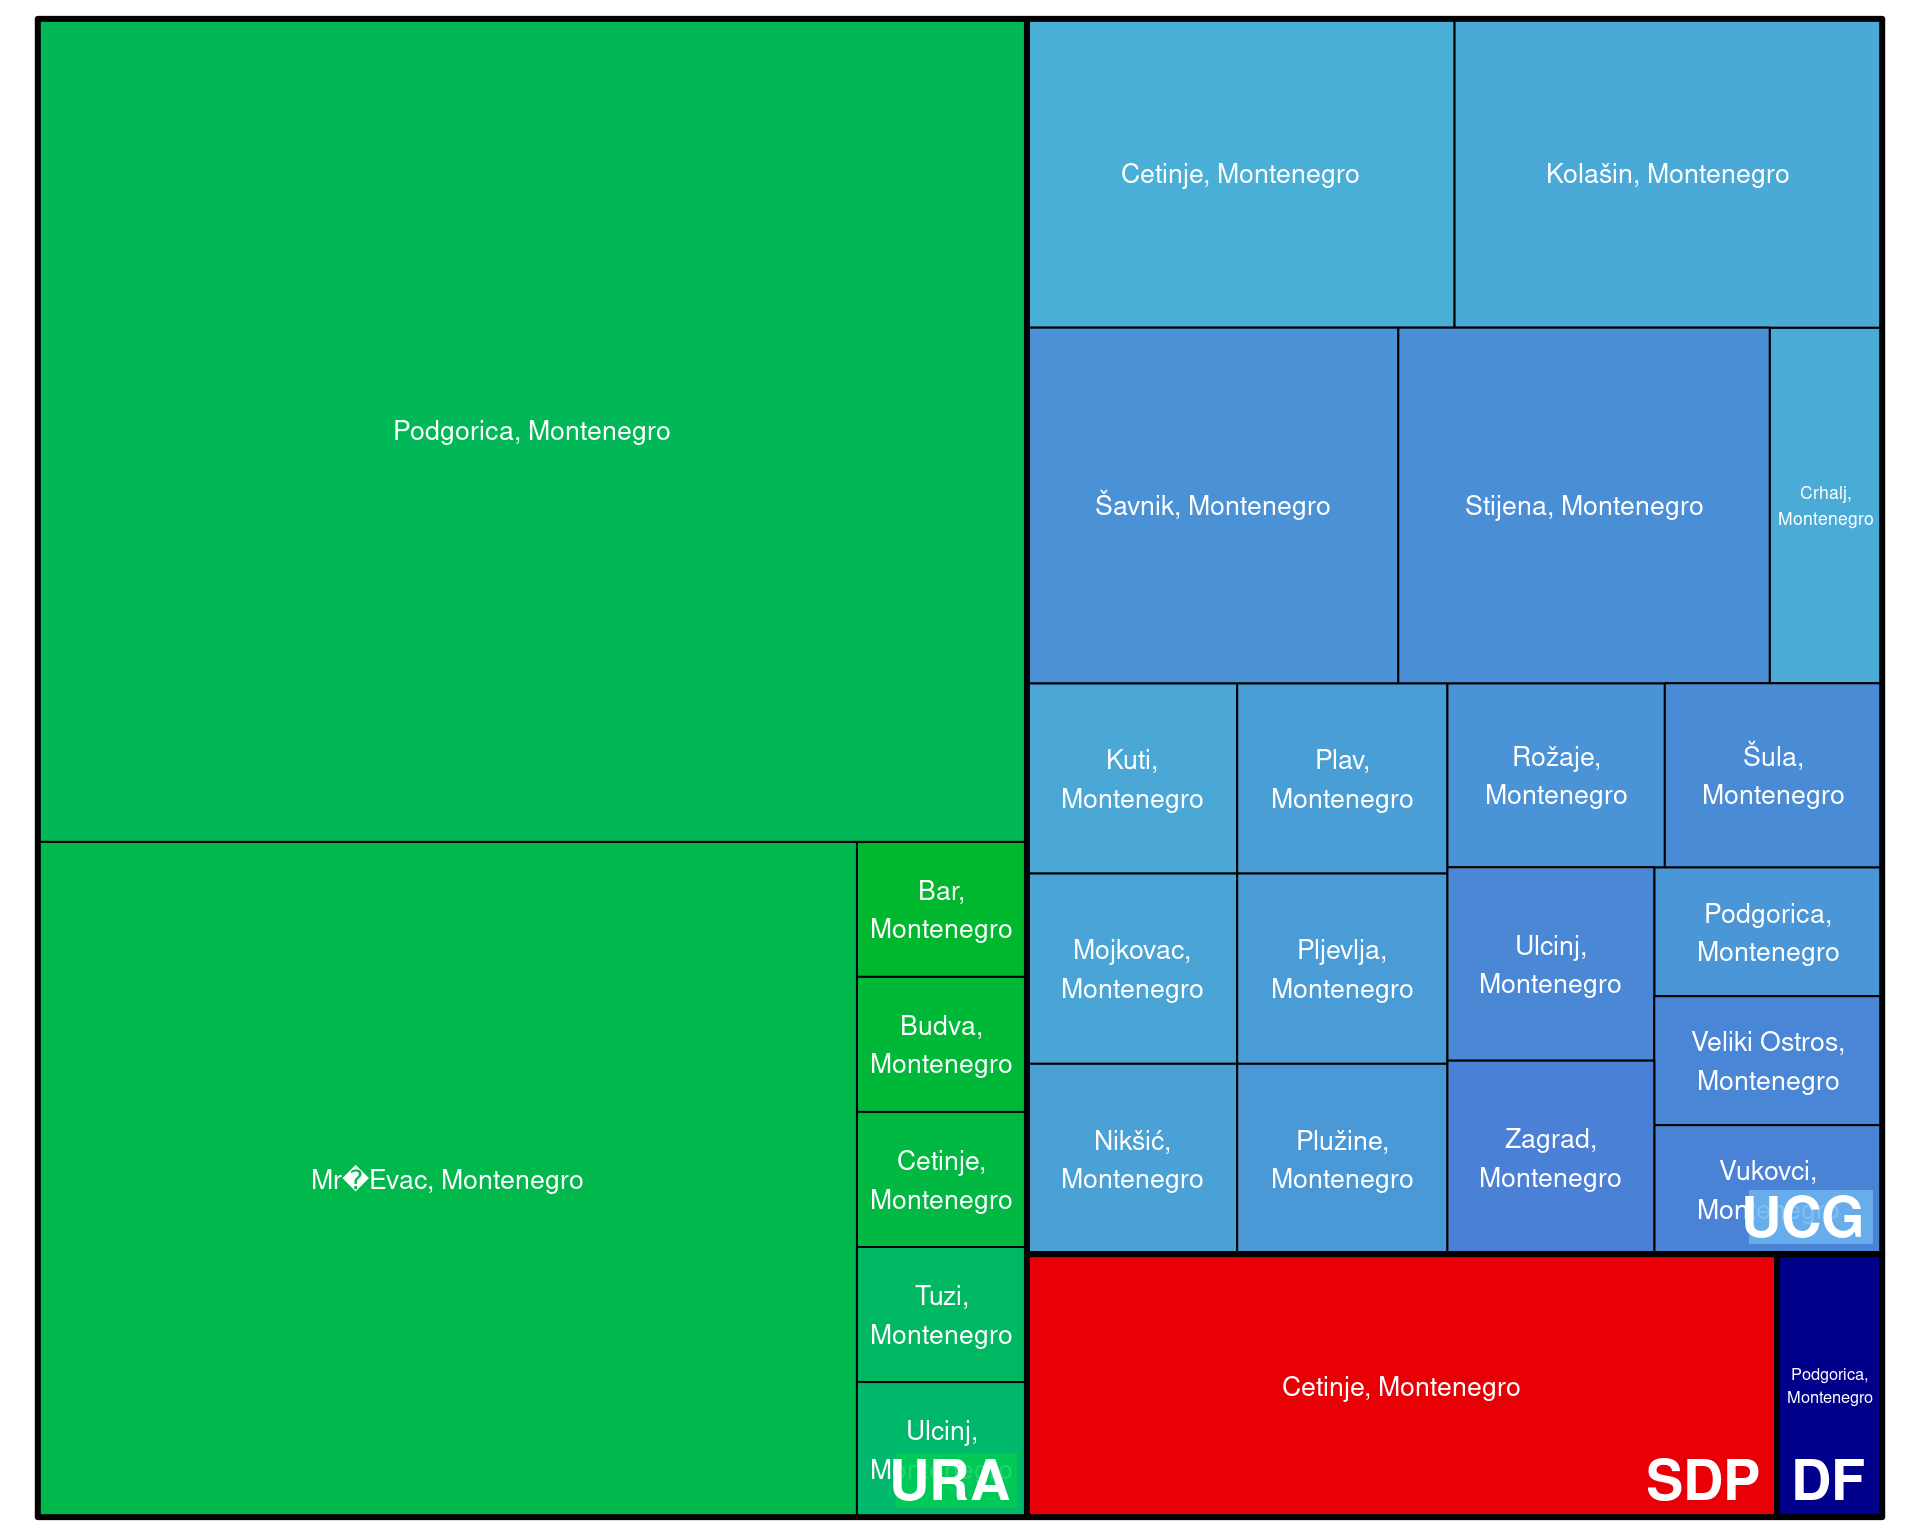 Podgorica, Montenegro
Mr�Evac, Montenegro
Bar,
Montenegro
Budva,
Montenegro
Cetinje,
Montenegro
Tuzi,
Montenegro
Ulcinj,
Montenegro
URA
Cetinje, Montenegro
Kolašin, Montenegro
Šavnik, Montenegro
Stijena, Montenegro
Crhalj,
Montenegro
Kuti,
Montenegro
Plav,
Montenegro
Rožaje,
Montenegro
Šula,
Montenegro
Mojkovac,
Montenegro
Pljevlja,
Montenegro
Ulcinj,
Montenegro
Podgorica,
Montenegro
Veliki Ostros,
Montenegro
Nikšić,
Montenegro
Plužine,
Montenegro
Zagrad,
Montenegro
Vukovci,
Montenegro
UCG
Cetinje, Montenegro
SDP
Podgorica,
Montenegro
DF